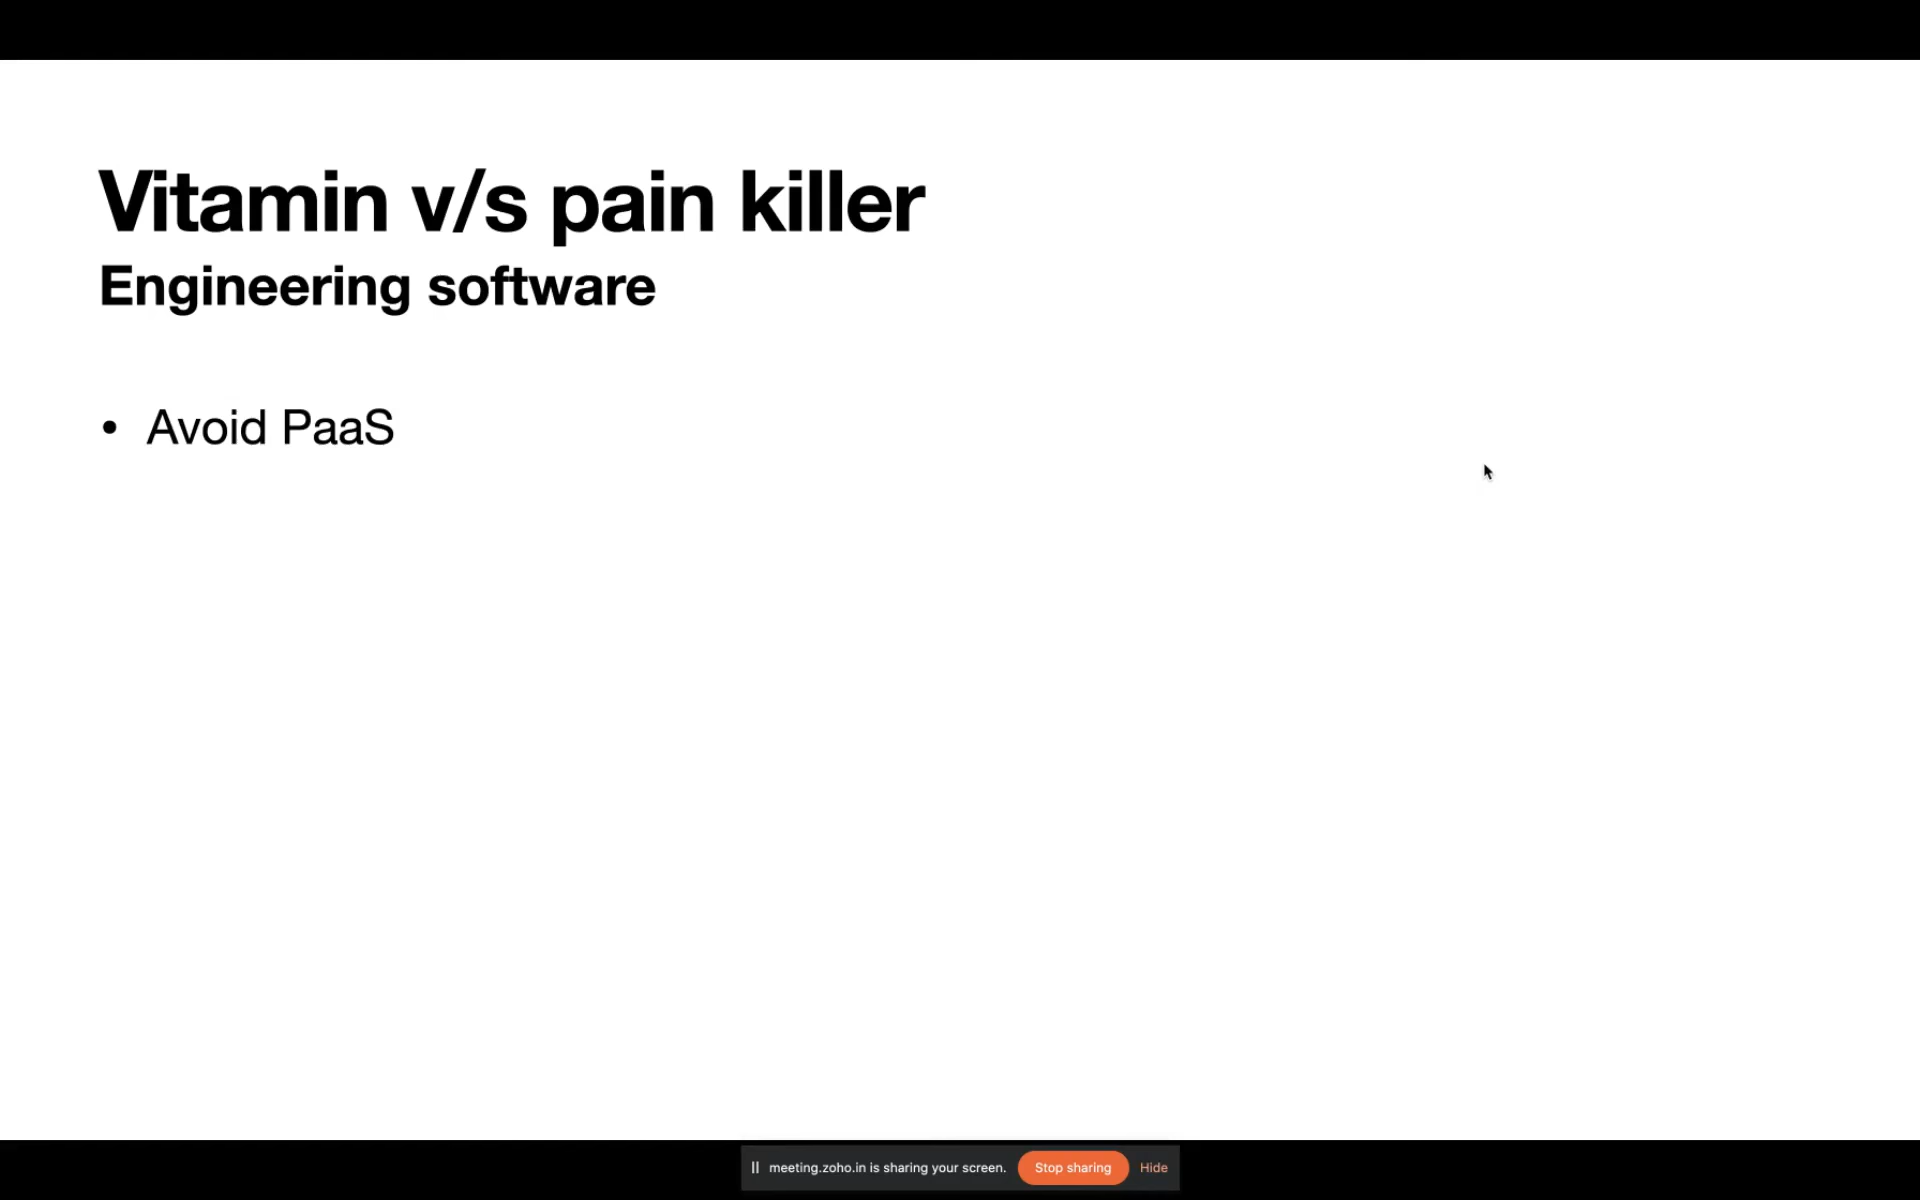 Vitamin v/s pain killer
Engineering software
• Avoid PaaS
meeting.zoho.in is sharing your screen. Stop sharing Hide